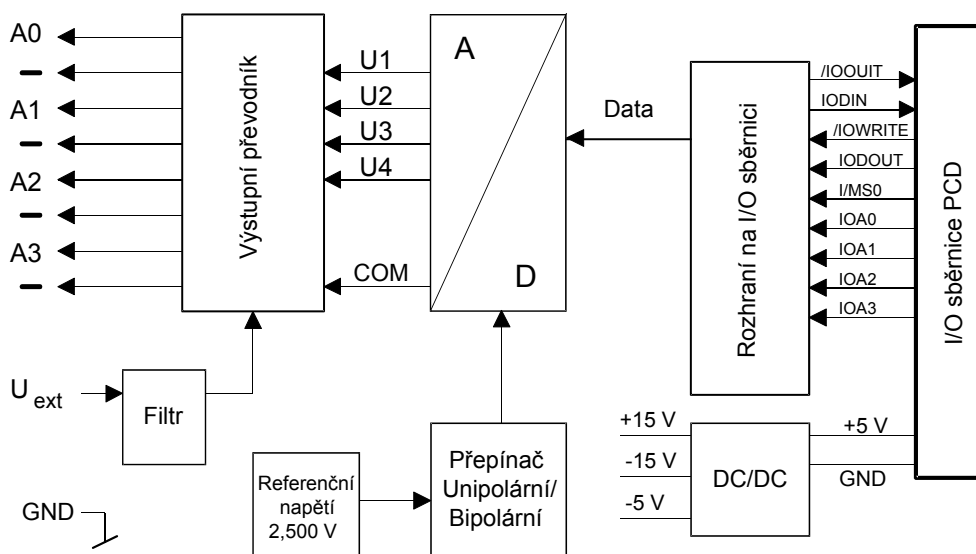 A0
–
A1
–
A2
–
A3
–
Výstupní převodník
U1
U2
U3
U4
COM
A
D
Data
Rozhraní na I/O sběrnici
/IOOUIT
IODIN
/IOWRITE
IODOUT
I/MS0
IOA0
IOA1
IOA2
IOA3
I/O sběrnice PCD
U ext
Filtr
GND
Referenční
napětí
2,500 V
Přepínač
Unipolární/
Bipolární
+15 V
-15 V
-5 V
DC/DC
+5 V
GND